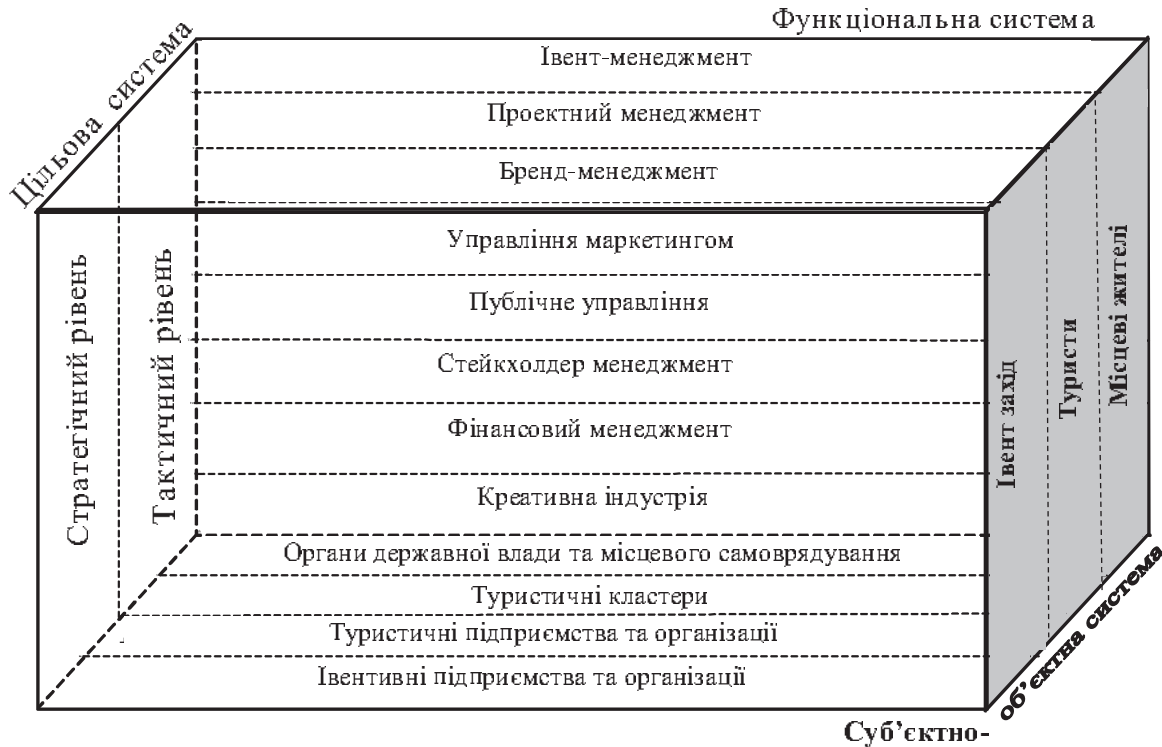 Функціональна система
Цільова система
Івент-менеджмент
Проектний менеджмент
Бренд-менеджмент
Управління маркетингом
Публічне управління
Стейкхолдер менеджмент
Фінансовий менеджмент
Креативна індустрія
Стратегічний рівень
Тактичний рівень
Івент захід
Туристи
Місцеві жителі
Органи державної влади та місцевого самоврядування
Туристичні кластери
Туристичні підприємства та організації
Івентивні підприємства та організації
Суб’єктно-
об’єктна система